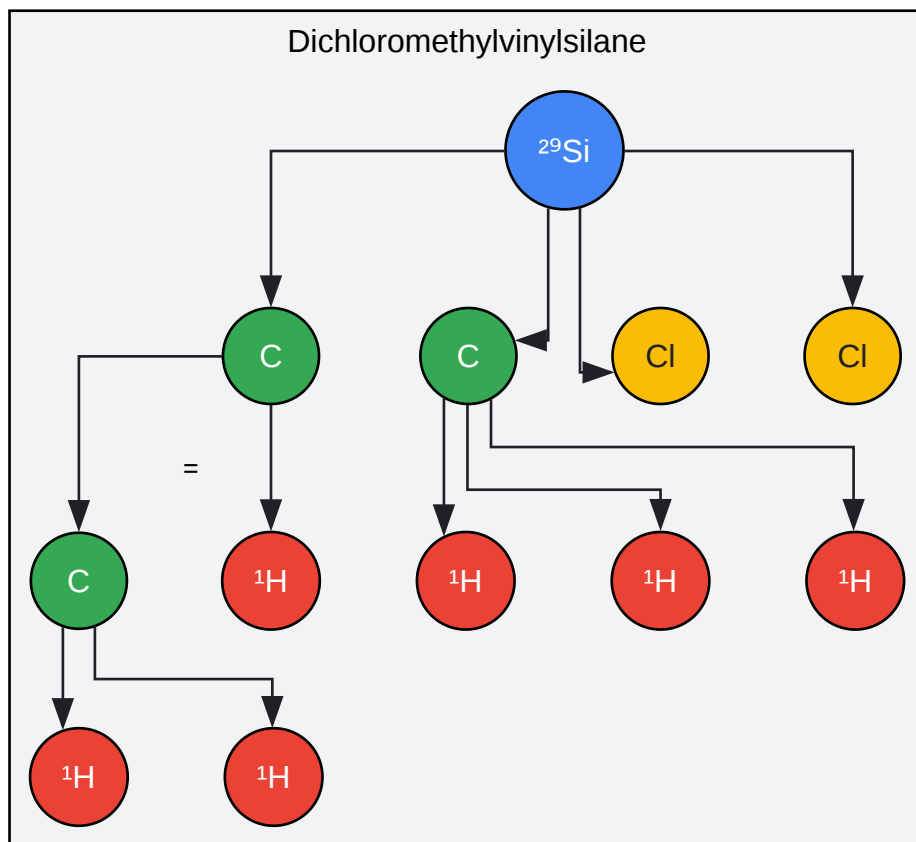 Dichloromethylvinylsilane
²⁹Si
C
C
Cl
Cl
=
C
¹H
¹H
¹H
¹H
¹H
¹H